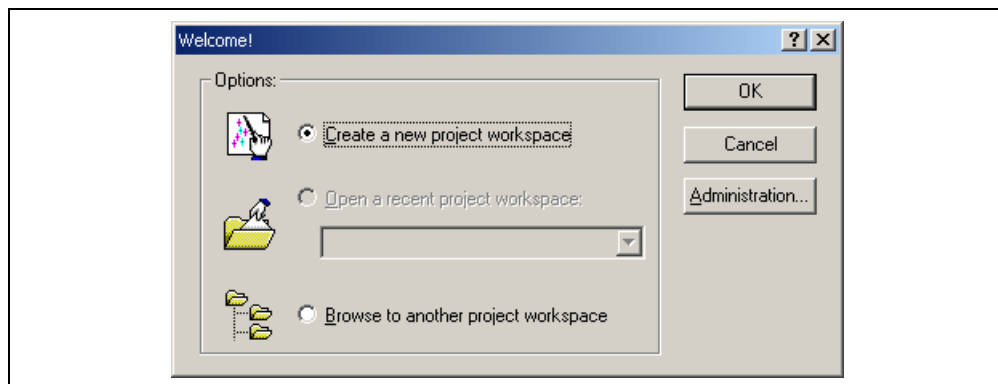 Welcome!
Options:
Create a new project workspace
Open a recent project workspace:
Browse to another project workspace
OK
Cancel
Administration...